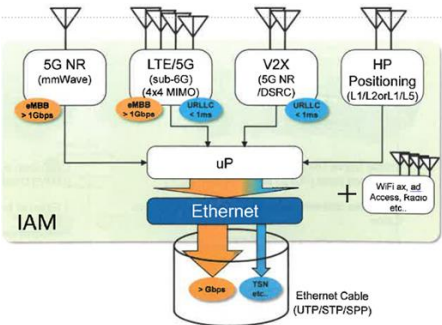 5G NR
(mmWave)
eMBB
> 1Gbps
LTE/5G
(sub-6G)
(4x4 MIMO)
eMBB
> 1Gbps
URLLC
< 1ms
V2X
(5G NR
/DSRC)
URLLC
< 1ms
HP
Positioning
(L1/L2orL1/L5)
uP
+
WiFi ax, ad
Access, Radio
etc..
Ethernet
IAM
> Gbps
TSN
etc..
Ethernet Cable
(UTP/STP/SPP)